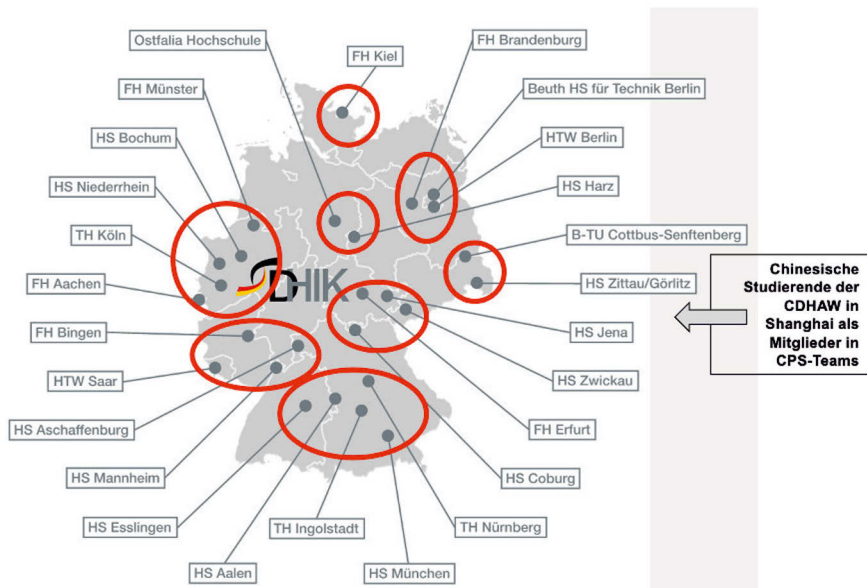 Ostfalia Hochschule
FH Kiel
FH Brandenburg
FH Münster
Beuth HS für Technik Berlin
HS Bochum
HTW Berlin
HS Niederrhein
HS Harz
TH Köln
B-TU Cottbus-Senftenberg
FH Aachen
DHIK
HS Zittau/Görlitz
Chinesische
Studierende der
CDHAW in
Shanghai als
Mitglieder in
CPS-Teams
FH Bingen
HS Jena
HTW Saar
HS Zwickau
HS Aschaffenburg
FH Erfurt
HS Mannheim
HS Coburg
HS Esslingen
TH Ingolstadt
TH Nürnberg
HS Aalen
HS München